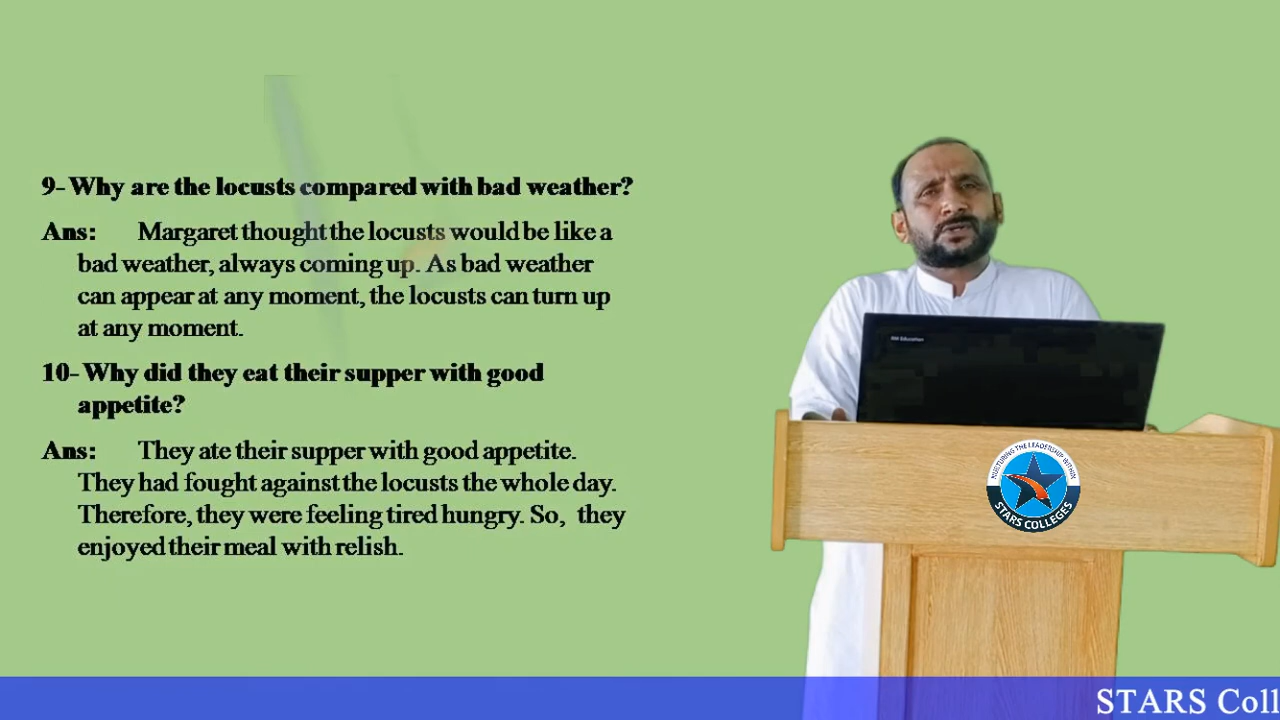 9- Why are the locusts compared with bad weather?
Ans: Margaret thought the locusts would be like a
bad weather, always coming up. As bad weather
can appear at any moment, the locusts can turn up
at any moment.
10- Why did they eat their supper with good
appetite?
Ans: They ate their supper with good appetite.
They had fought against the locusts the whole day.
Therefore, they were feeling tired hungry. So, they
enjoyed their meal with relish.
NURTURING THE LEADERSHIP WITHIN
STARS COLLEGES
STARS Coll